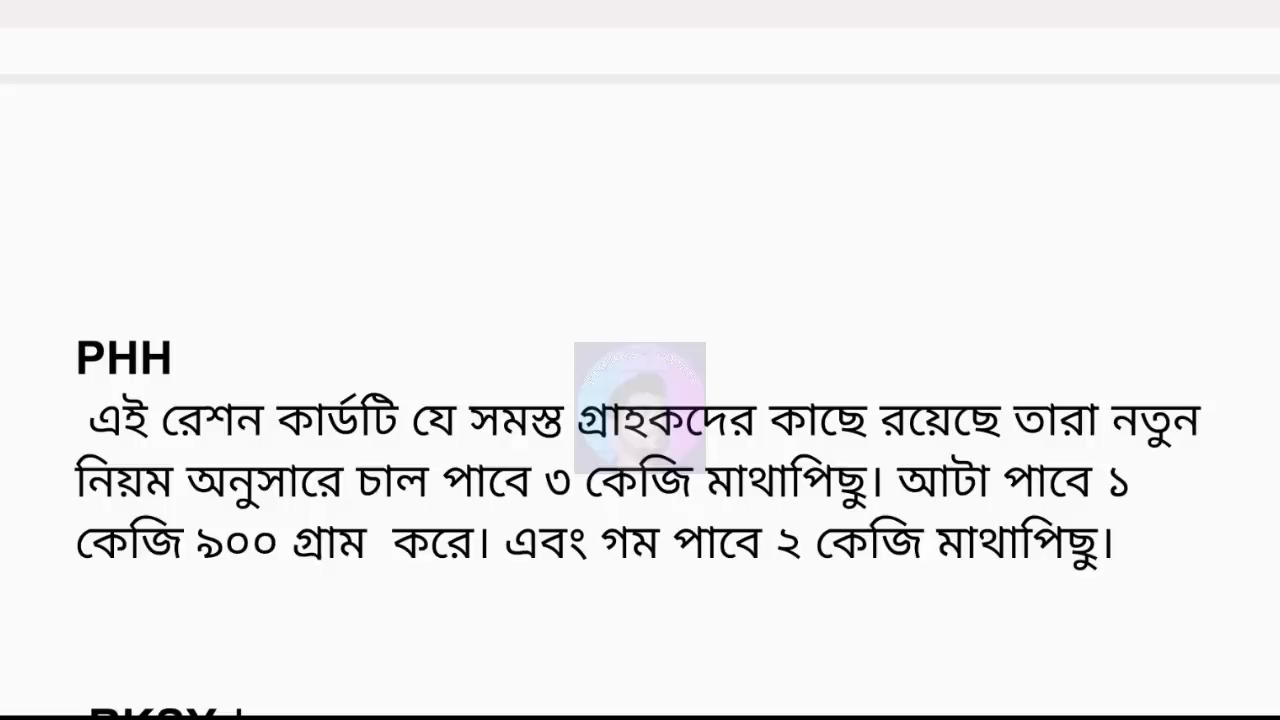 PHH
এই রেশন কার্ডটি যে সমস্ত গ্রাহকদের কাছে রয়েছে তারা নতুন
নিয়ম অনুসারে চাল পাবে ৩ কেজি মাথাপিছু। আটা পাবে ১
কেজি ৯০০ গ্রাম করে। এবং গম পাবে ২ কেজি মাথাপিছু।